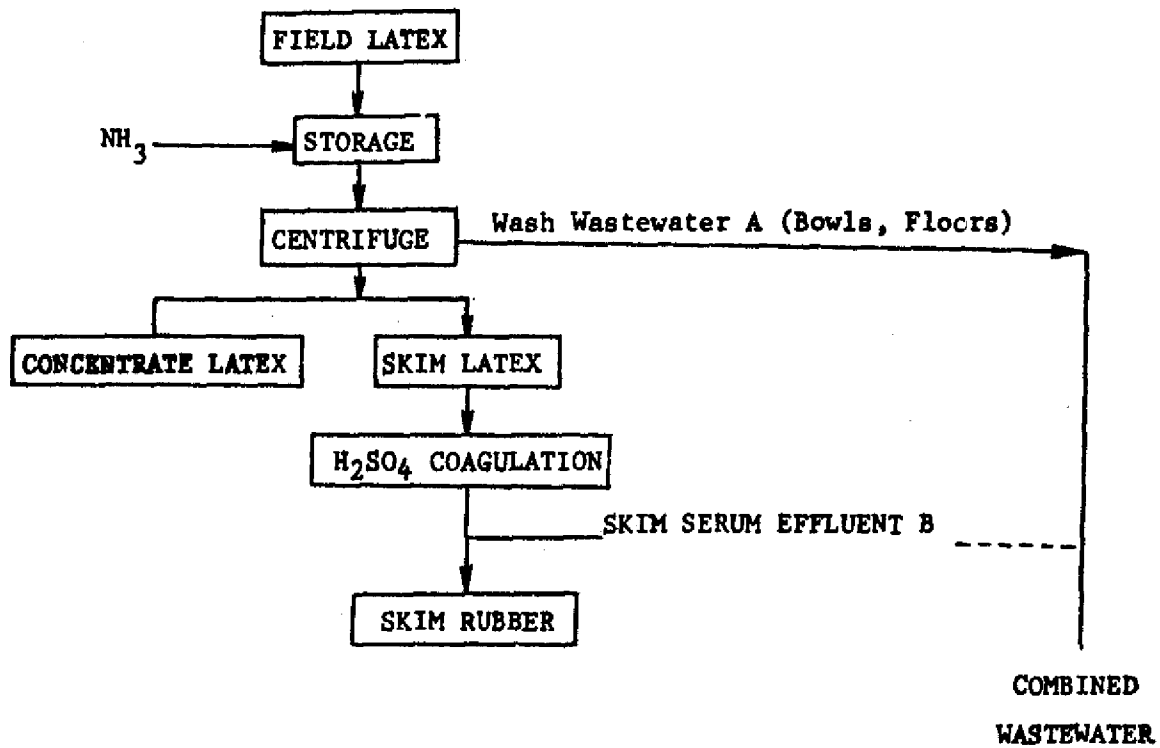 FIELD LATEX
NH3
STORAGE
CENTRIFUGE
Wash Wastewater A (Bowls, Floors)
CONCENTRATE LATEX
SKIM LATEX
H2SO4 COAGULATION
SKIM SERUM EFFLUENT B
SKIM RUBBER
COMBINED
WASTEWATER